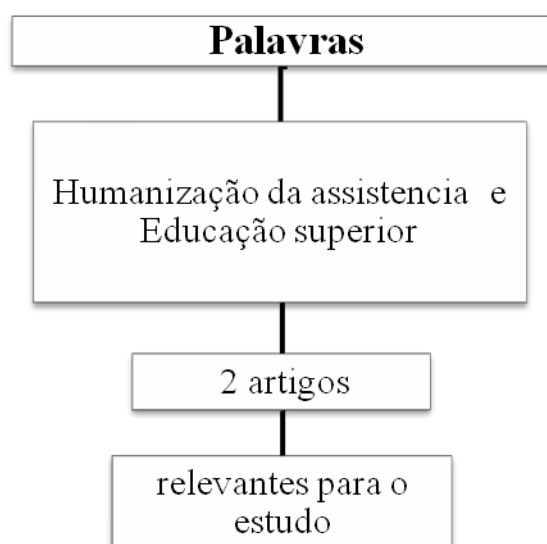 Palavras
Humanização da assistencia e
Educação superior
2 artigos
relevantes para o
estudo